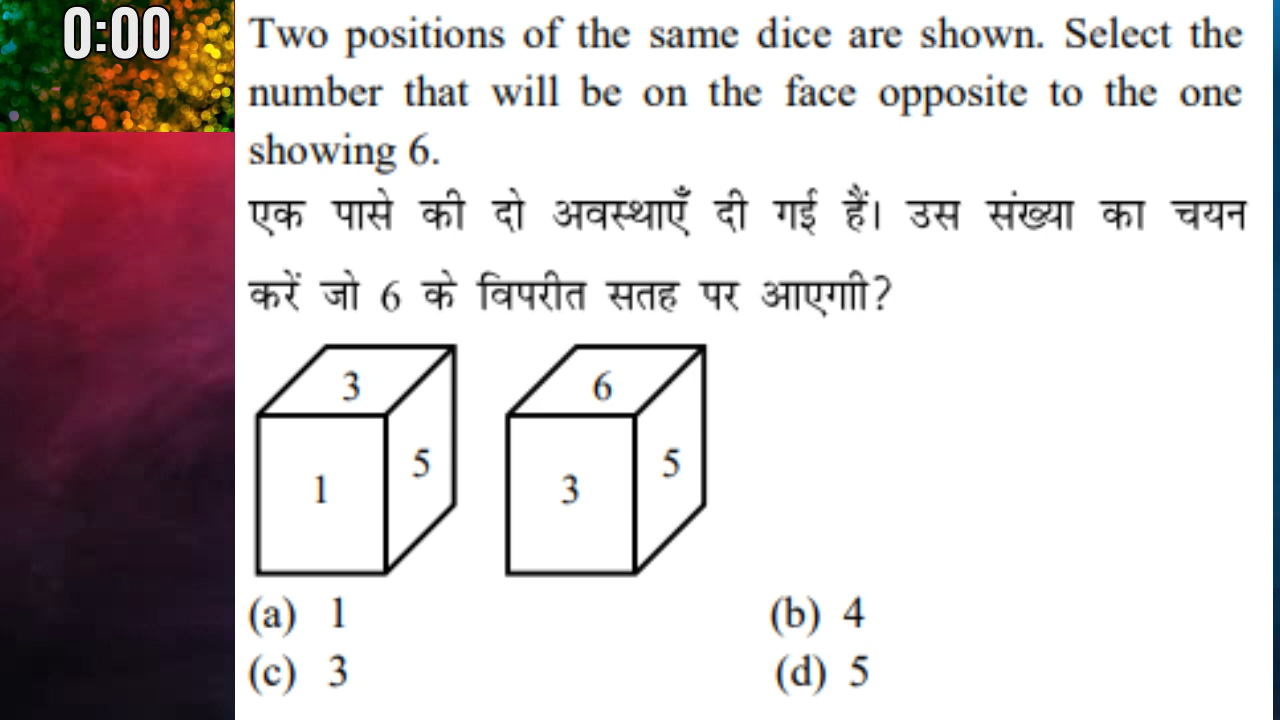 0:00
Two positions of the same dice are shown. Select the
number that will be on the face opposite to the one
showing 6.
एक पासे की दो अवस्थाएँ दी गई हैं। उस संख्या का चयन
करें जो 6 के विपरीत सतह पर आएगाी?
3 6
5 5
1 3
(a) 1 (b) 4
(c) 3 (d) 5